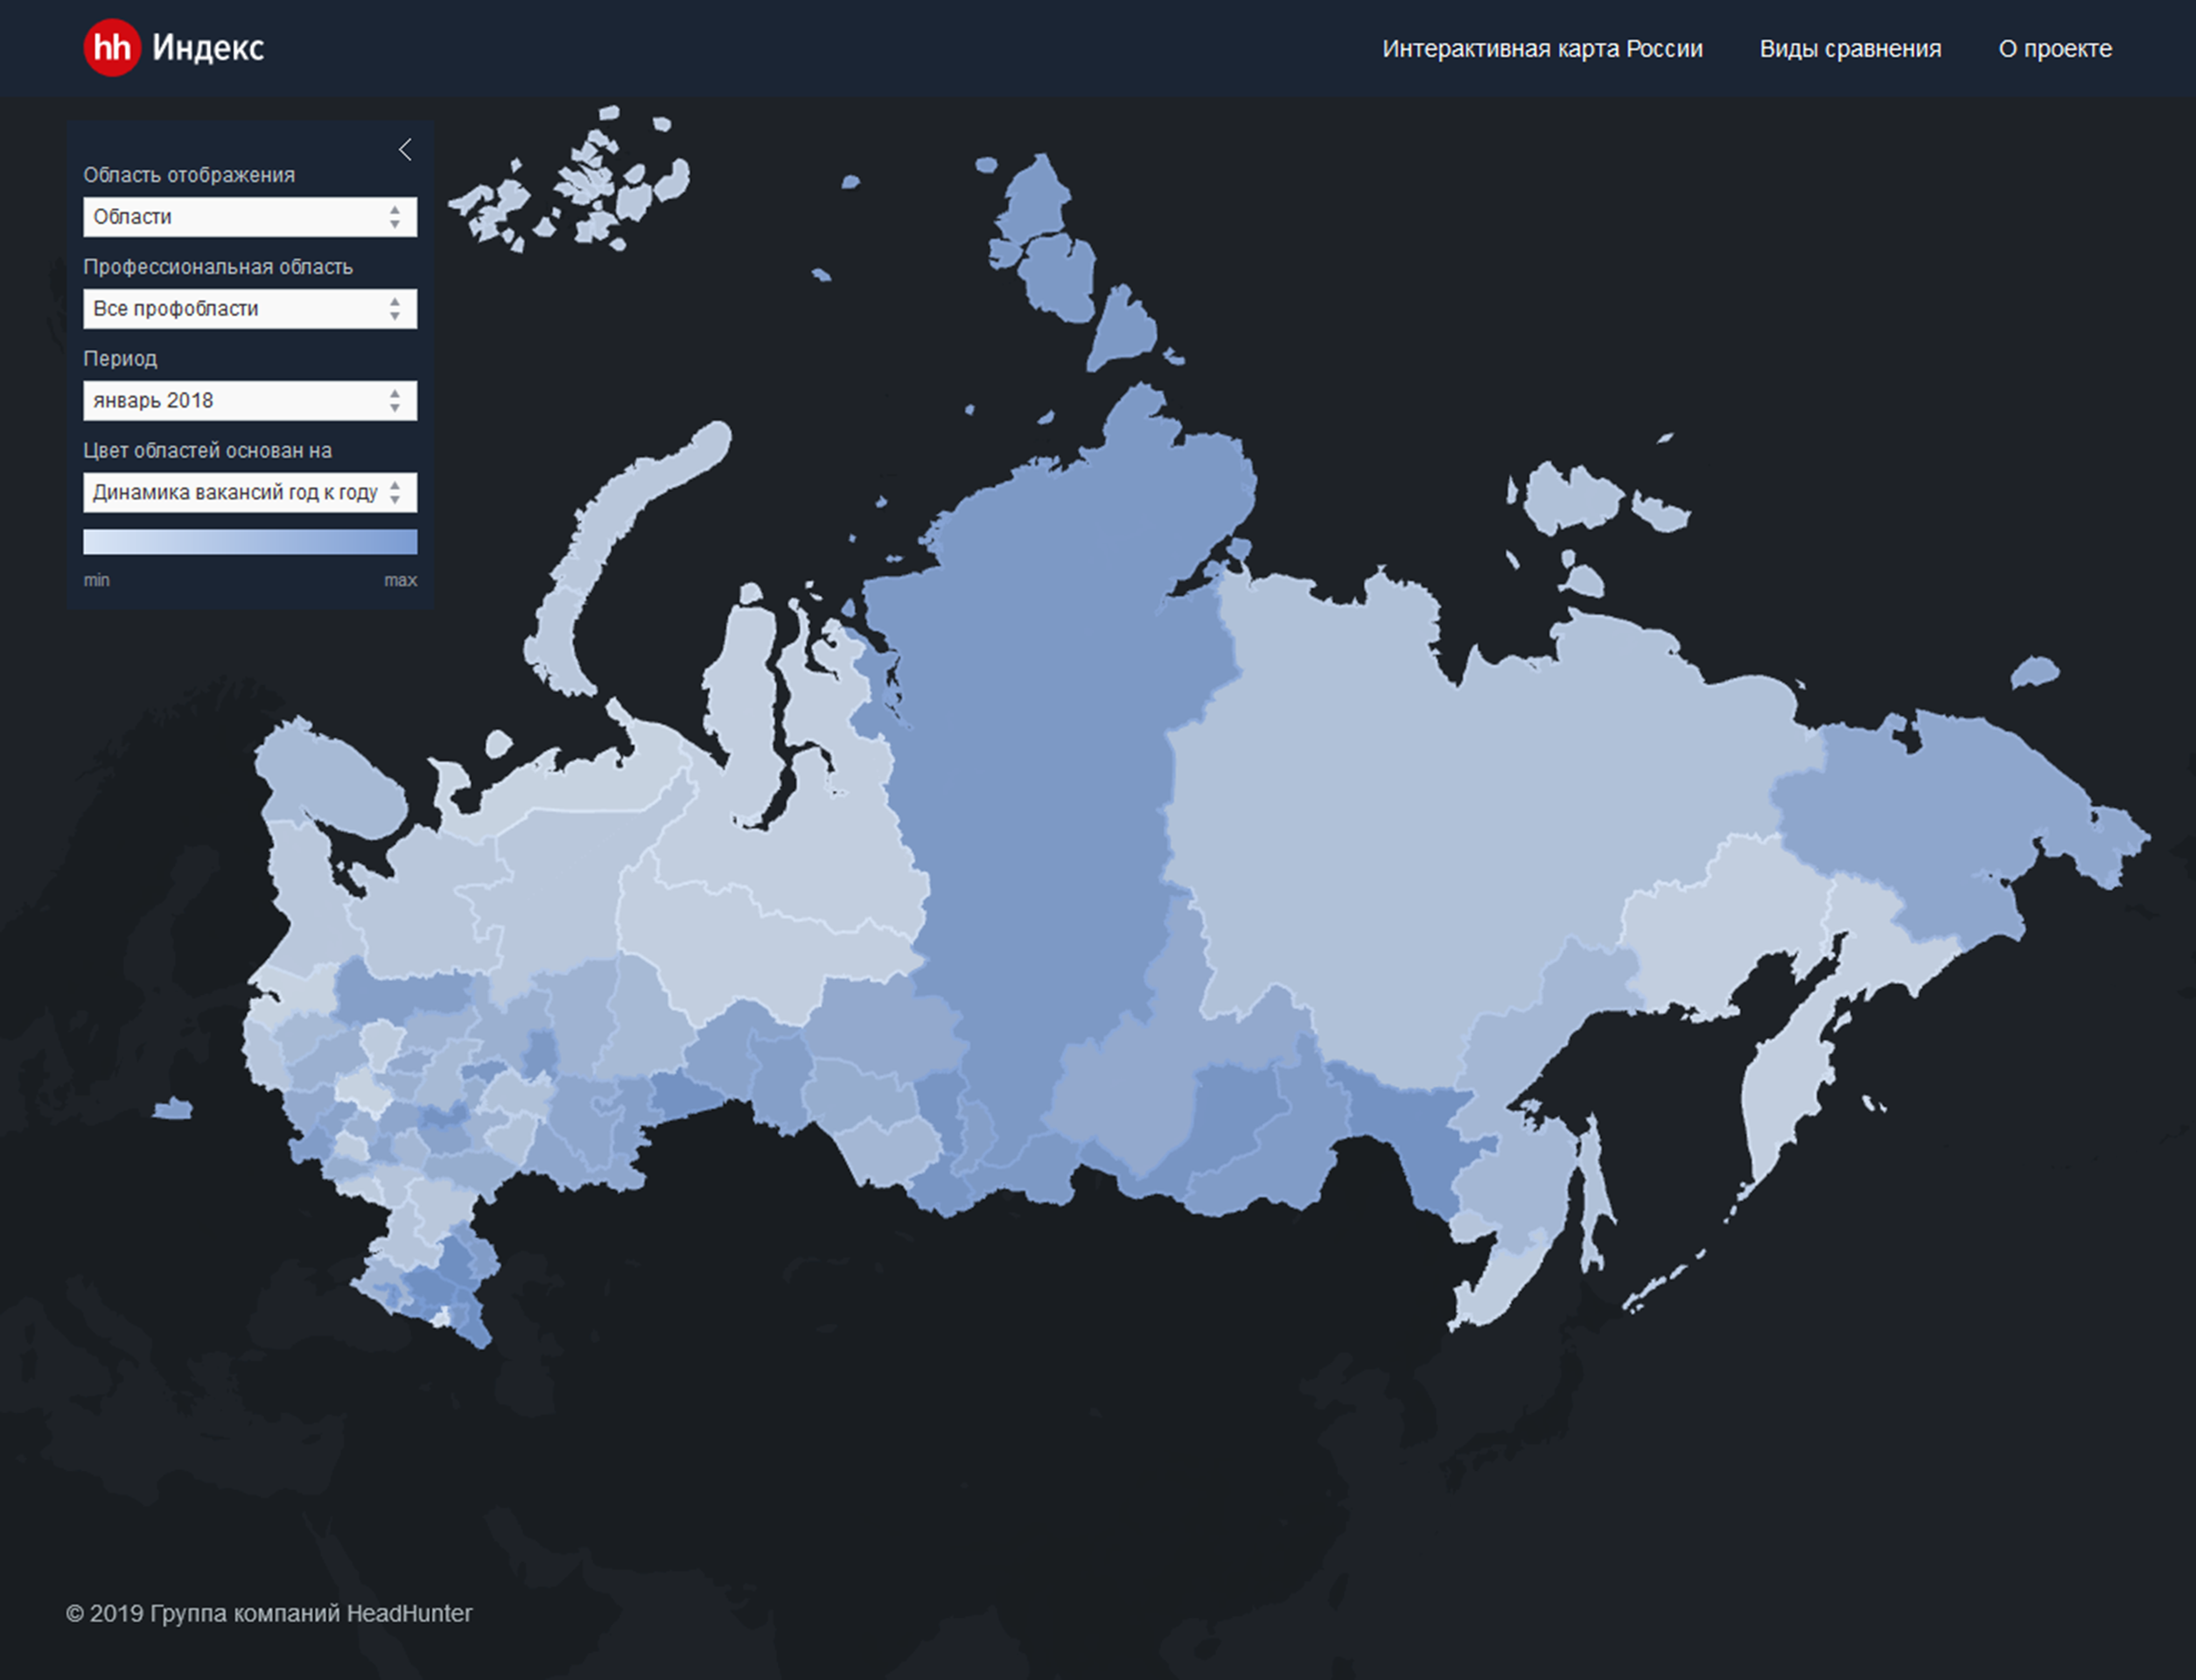 hh Индекс
Интерактивная карта России
Виды сравнения
О проекте
Область отображения
Области
Профессиональная область
Все профобласти
Период
январь 2018
Цвет областей основан на
Динамика вакансий год к году
min max
© 2019 Группа компаний HeadHunter